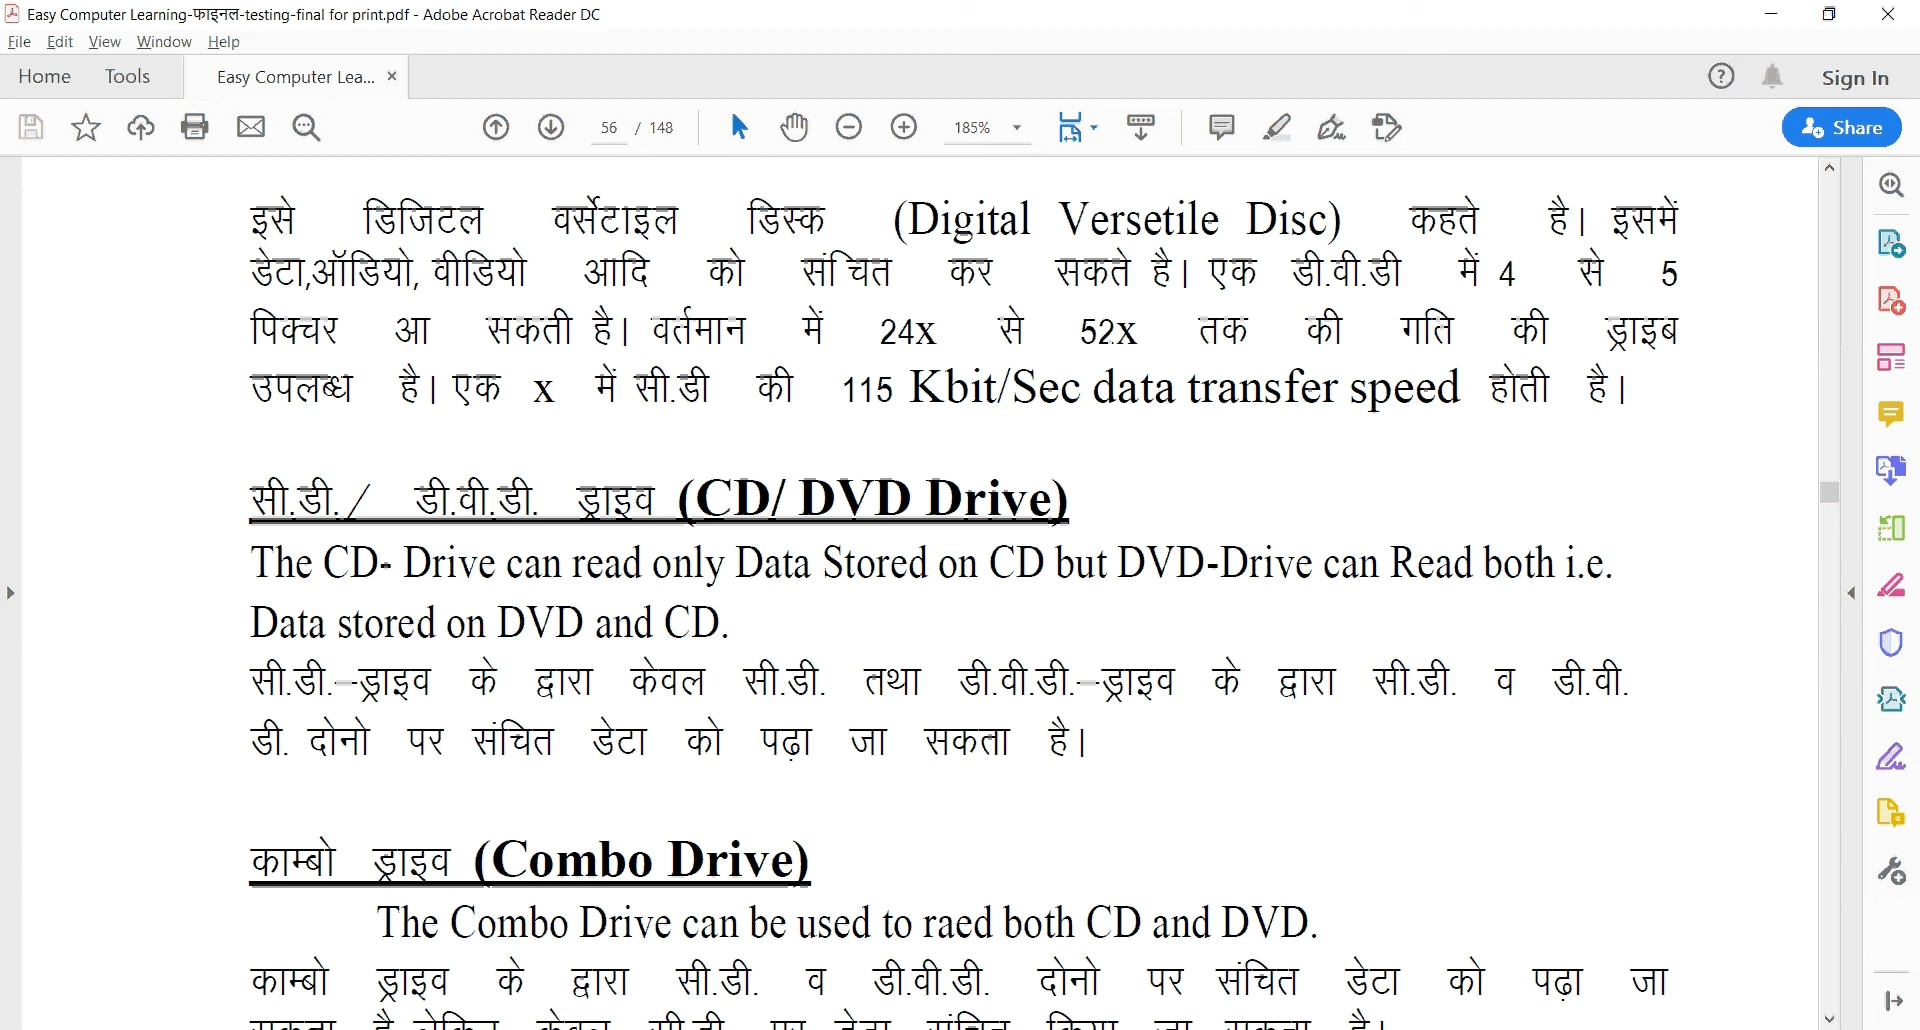 Easy Computer Learning-फाइनल-testing-final for print.pdf - Adobe Acrobat Reader DC
File Edit View Window Help
Home Tools Easy Computer Lea... × Sign In
56 / 148 185% Share
इसे डिजिटल वर्सेटाइल डिस्क (Digital Versetile Disc) कहते है। इसमें
डेटा,ऑडियो, वीडियो आदि को संचित कर सकते है। एक डी.वी.डी में 4 से 5
पिक्चर आ सकती है। वर्तमान में 24x से 52x तक की गति की ड्राइब
उपलब्ध है। एक x में सी.डी की 115 Kbit/Sec data transfer speed होती है।
सी.डी./ डी.वी.डी. ड्राइव (CD/ DVD Drive)
The CD- Drive can read only Data Stored on CD but DVD-Drive can Read both i.e.
Data stored on DVD and CD.
सी.डी.–ड्राइव के द्वारा केवल सी.डी. तथा डी.वी.डी.–ड्राइव के द्वारा सी.डी. व डी.वी.
डी. दोनो पर संचित डेटा को पढ़ा जा सकता है।
काम्बो ड्राइव (Combo Drive)
The Combo Drive can be used to raed both CD and DVD.
काम्बो ड्राइव के द्वारा सी.डी. व डी.वी.डी. दोनो पर संचित डेटा को पढ़ा जा
सकता है लेकिन केवल सी.डी. पर डेटा संचित किया जा सकता है।